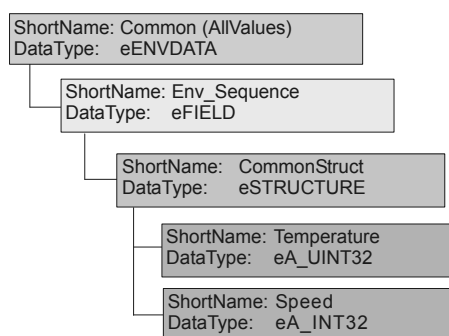 ShortName: Common (AllValues)
DataType: eENVDATA
ShortName: Env_Sequence
DataType: eFIELD
ShortName: CommonStruct
DataType: eSTRUCTURE
ShortName: Temperature
DataType: eA_UINT32
ShortName: Speed
DataType: eA_INT32